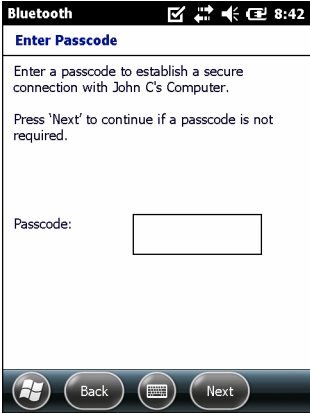 Bluetooth 8:42
Enter Passcode
Enter a passcode to establish a secure
connection with John C's Computer.
Press ‘Next’ to continue if a passcode is not
required.
Passcode:
Back Next